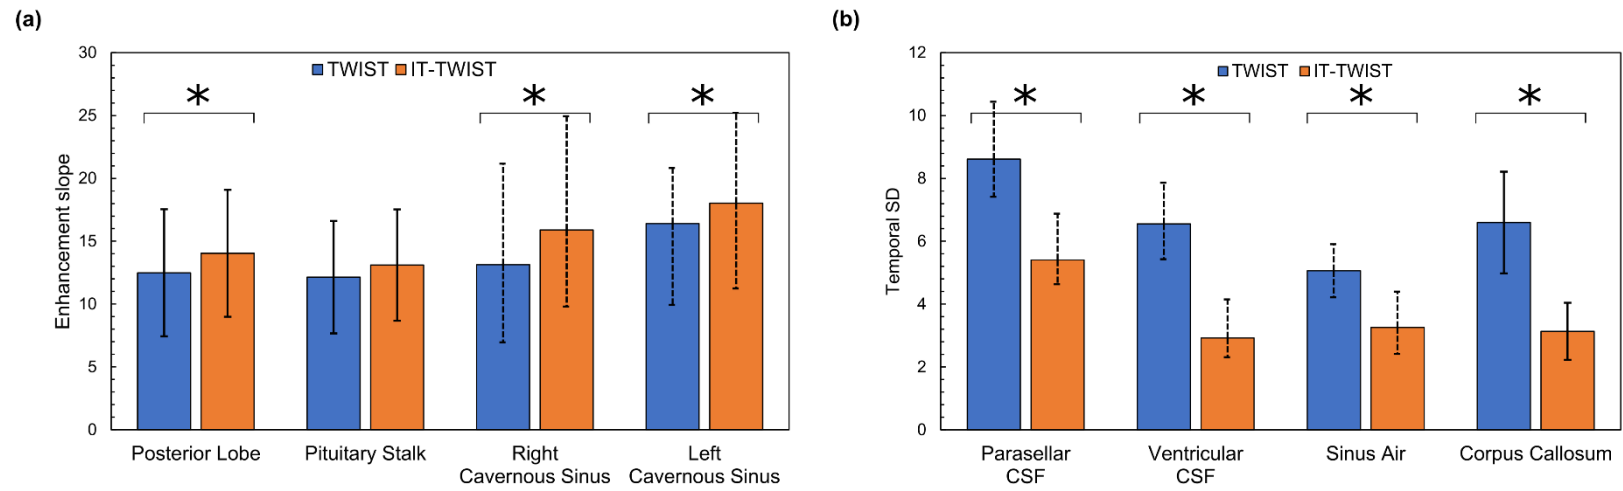 (a)
30
25
20
15
10
5
0
Enhancement slope
TWIST IT-TWIST
*
*
*
Posterior Lobe
Pituitary Stalk
Right
Cavernous Sinus
Left
Cavernous Sinus
(b)
12
10
8
6
4
2
0
Temporal SD
TWIST IT-TWIST
*
*
*
*
Parasellar
CSF
Ventricular
CSF
Sinus Air
Corpus Callosum